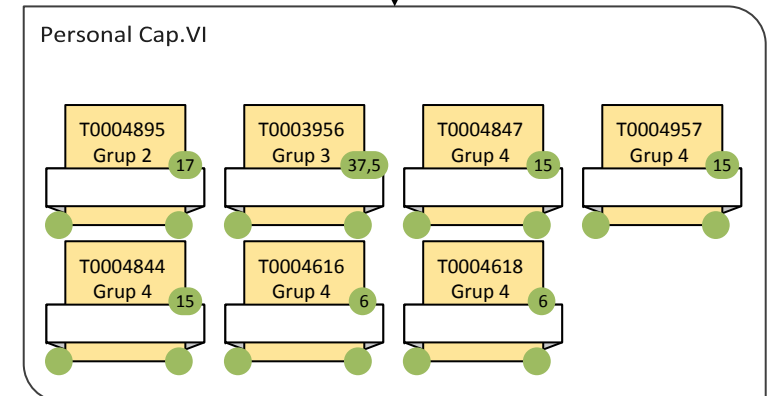 Personal Cap.VI
T0004895
Grup 2
17
T0003956
Grup 3
37,5
T0004847
Grup 4
15
T0004957
Grup 4
15
T0004844
Grup 4
15
T0004616
Grup 4
6
T0004618
Grup 4
6